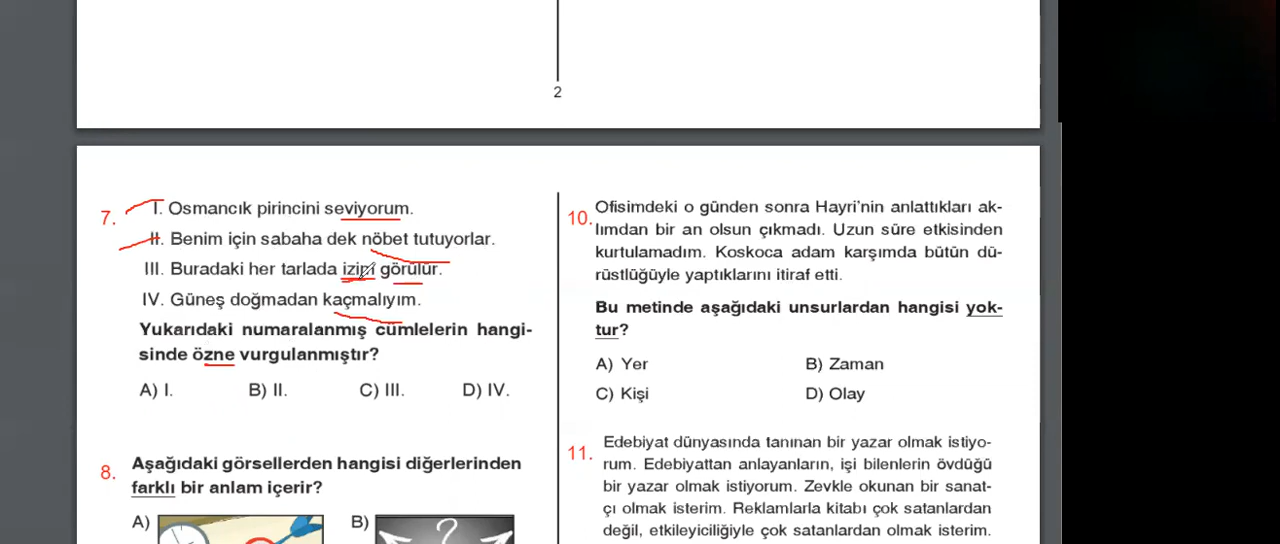 2
7.
I. Osmancık pirincini seviyorum.
II. Benim için sabaha dek nöbet tutuyorlar.
III. Buradaki her tarlada izini görülür.
IV. Güneş doğmadan kaçmalıyım.
Yukarıdaki numaralanmış cümlelerin hangi-
sinde özne vurgulanmıştır?
A) I.
B) II.
C) III.
D) IV.
8.
Aşağıdaki görsellerden hangisi diğerlerinden
farklı bir anlam içerir?
A)
B)
?
10.
Ofisimdeki o günden sonra Hayri'nin anlattıkları ak-
lımdan bir an olsun çıkmadı. Uzun süre etkisinden
kurtulamadım. Koskoca adam karşımda bütün dü-
rüstlüğüyle yaptıklarını itiraf etti.
Bu metinde aşağıdaki unsurlardan hangisi yok-
tur?
A) Yer
B) Zaman
C) Kişi
D) Olay
11.
Edebiyat dünyasında tanınan bir yazar olmak istiyo-
rum. Edebiyattan anlayanların, işi bilenlerin övdüğü
bir yazar olmak istiyorum. Zevkle okunan bir sanat-
çı olmak isterim. Reklamlarla kitabı çok satanlardan
değil, etkileyiciliğiyle çok satanlardan olmak isterim.